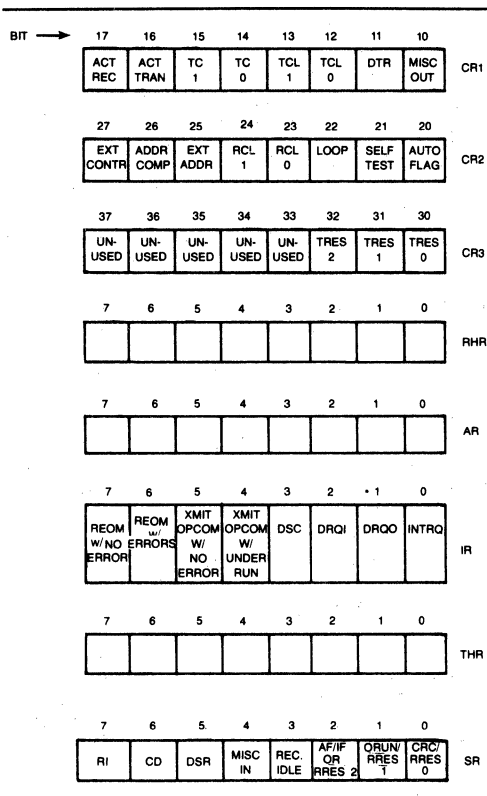 BIT 17 16 15 14 13 12 11 10
ACT REC ACT TRAN TC 1 TC 0 TCL 1 TCL 0 DTR MISC OUT CR1
27 26 25 24 23 22 21 20
EXT CONTR ADDR COMP EXT ADDR RCL 1 RCL 0 LOOP SELF TEST AUTO FLAG CR2
37 36 35 34 33 32 31 30
UN- USED UN- USED UN- USED UN- USED UN- USED TRES 2 TRES 1 TRES 0 CR3
7 6 5 4 3 2 1 0
RHR
7 6 5 4 3 2 1 0
AR
7 6 5 4 3 2 1 0
REOM W/NO ERROR REOM W/ ERRORS XMIT OPCOM W/ NO ERROR XMIT OPCOM W/ UNDER RUN DSC DRQI DRQO INTRQ IR
7 6 5 4 3 2 1 0
THR
7 6 5 4 3 2 1 0
RI CD DSR MISC IN REC. IDLE AF/IF OR RRES 2 ORUN/ RRES 1 CRC/ RRES 0 SR